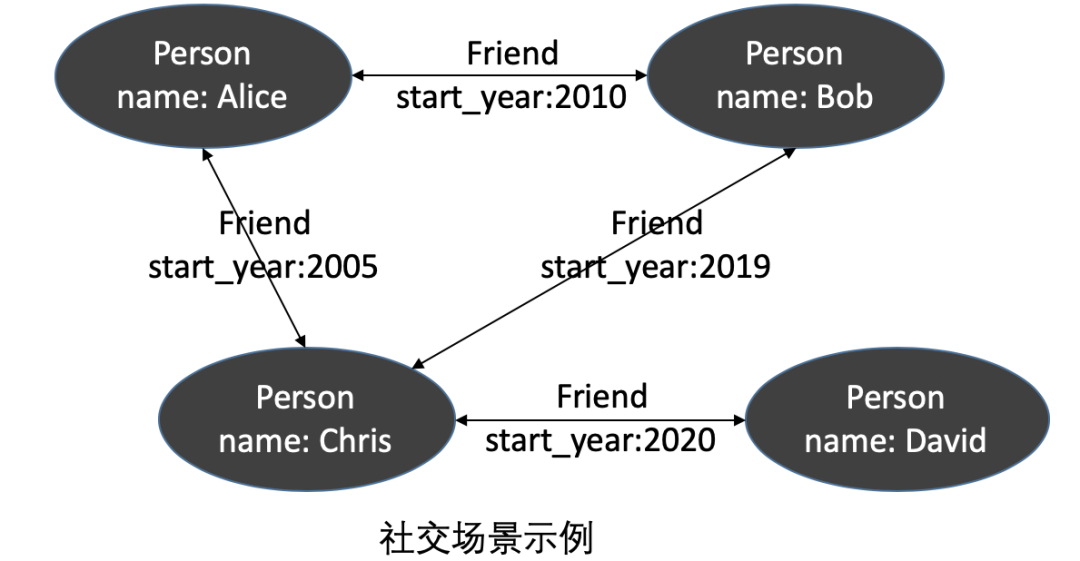 Person
name: Alice
Friend
start_year:2010
Person
name: Bob
Friend
start_year:2005
Friend
start_year:2019
Person
name: Chris
Friend
start_year:2020
Person
name: David
社交场景示例